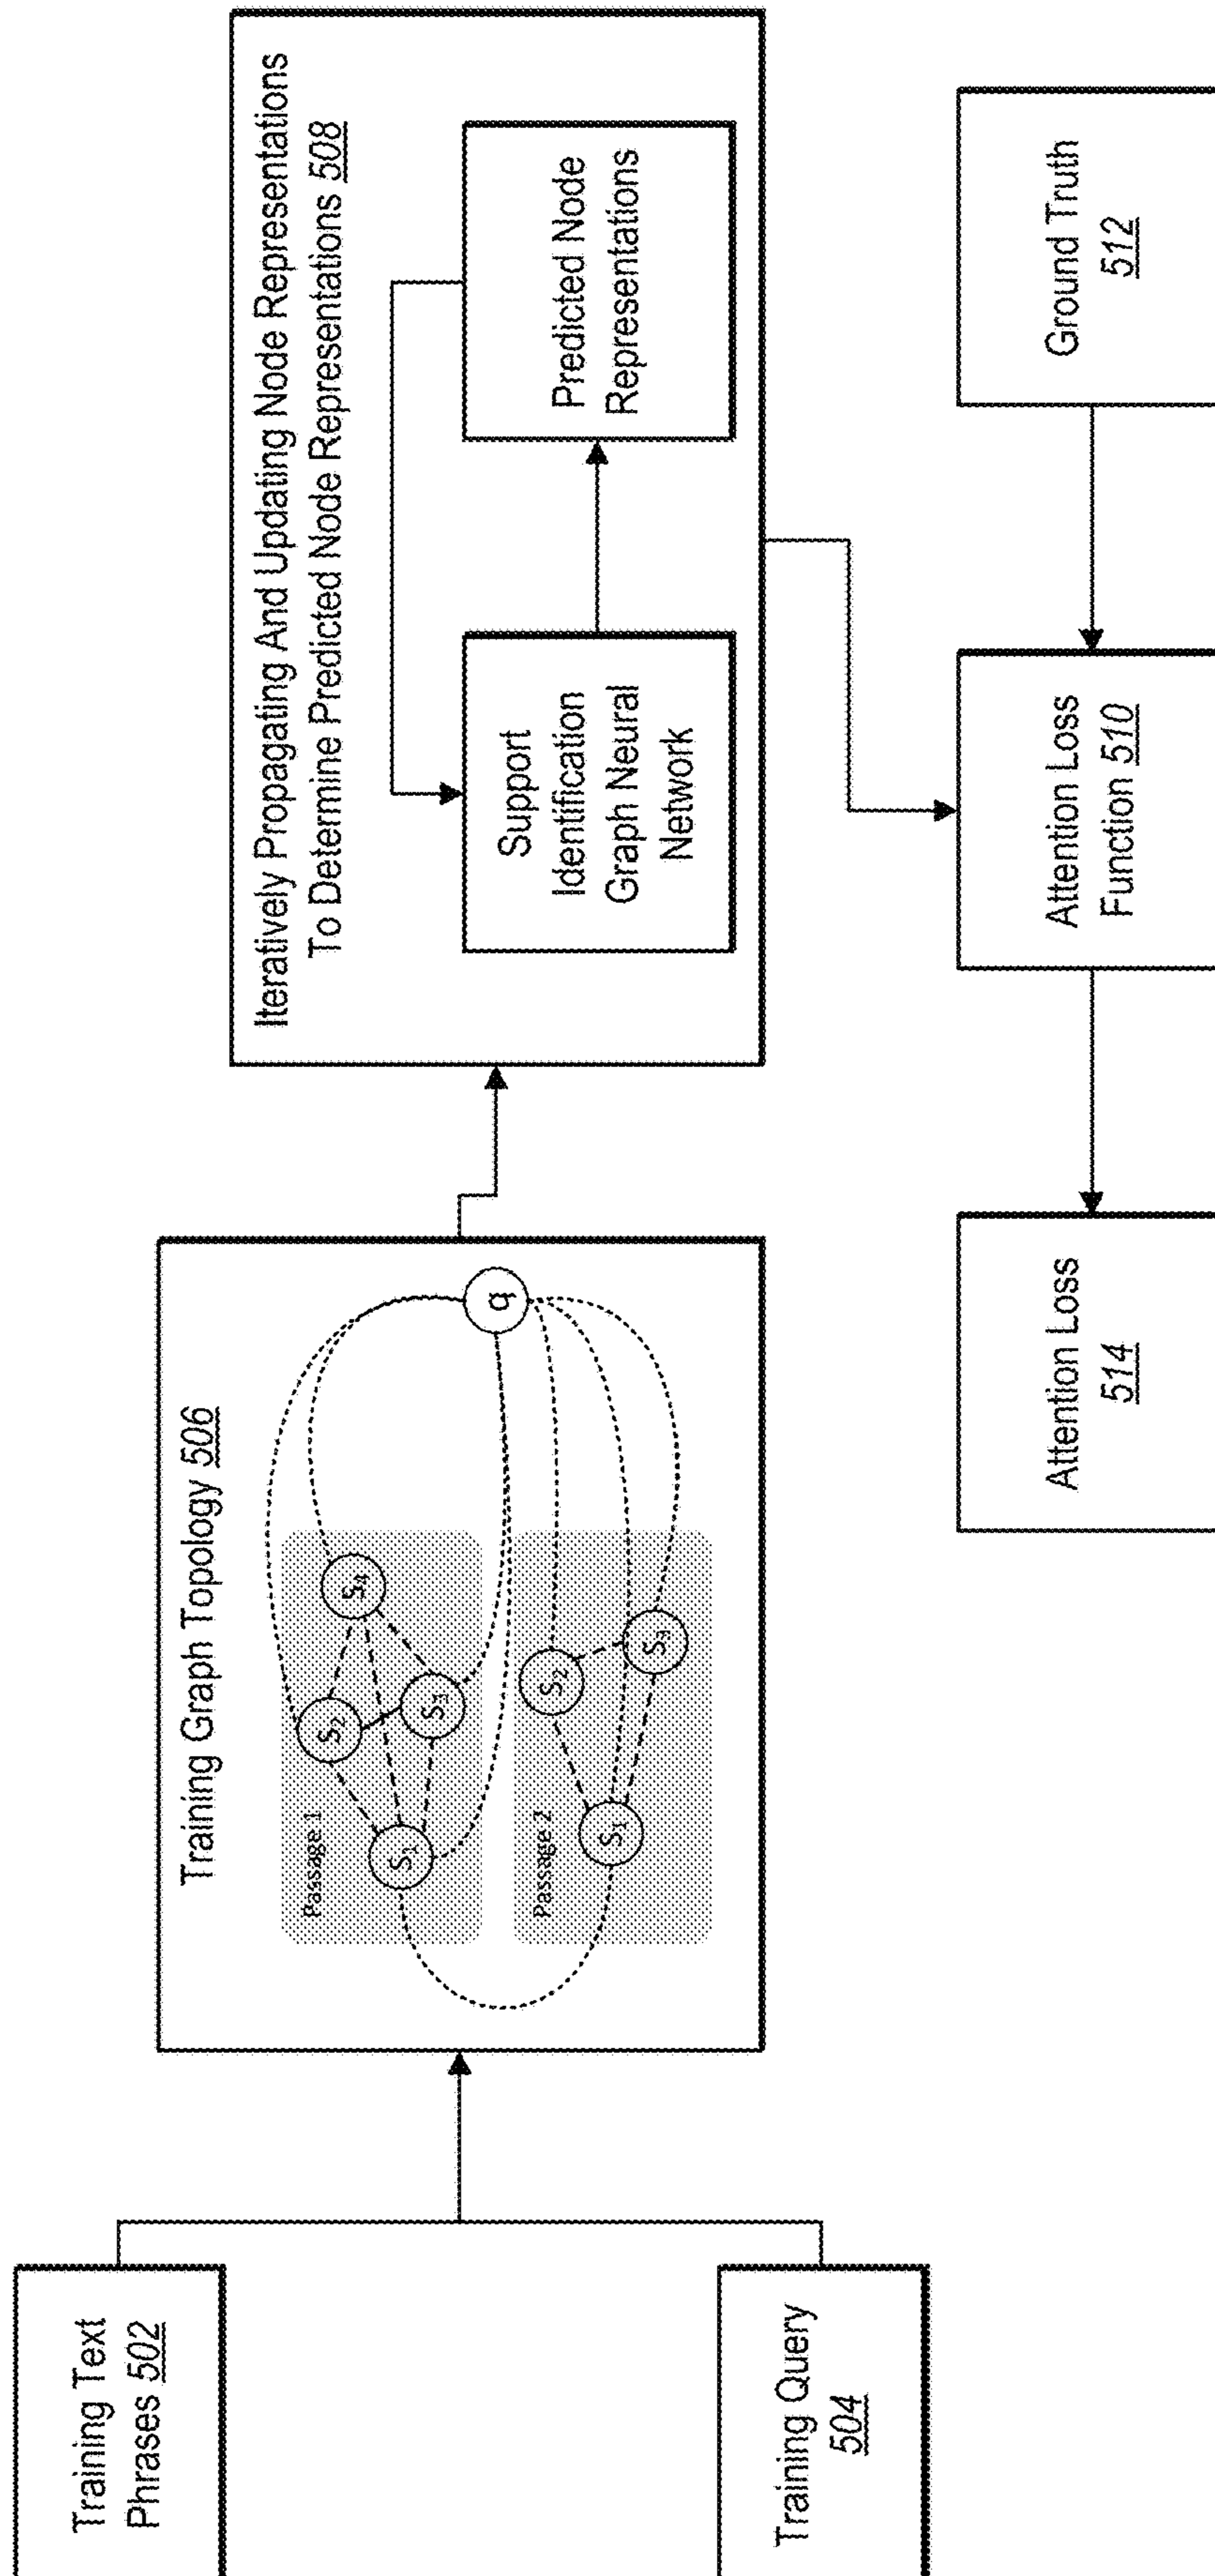 Training Text
Phrases 502
Training Query
504
Training Graph Topology 506
Passage 1
S1
S2
S3
S4
Passage 2
S1
S2
S3
q
Iteratively Propagating And Updating Node Representations
To Determine Predicted Node Representations 508
Support
Identification
Graph Neural
Network
Predicted Node
Representations
Attention Loss
514
Attention Loss
Function 510
Ground Truth
512